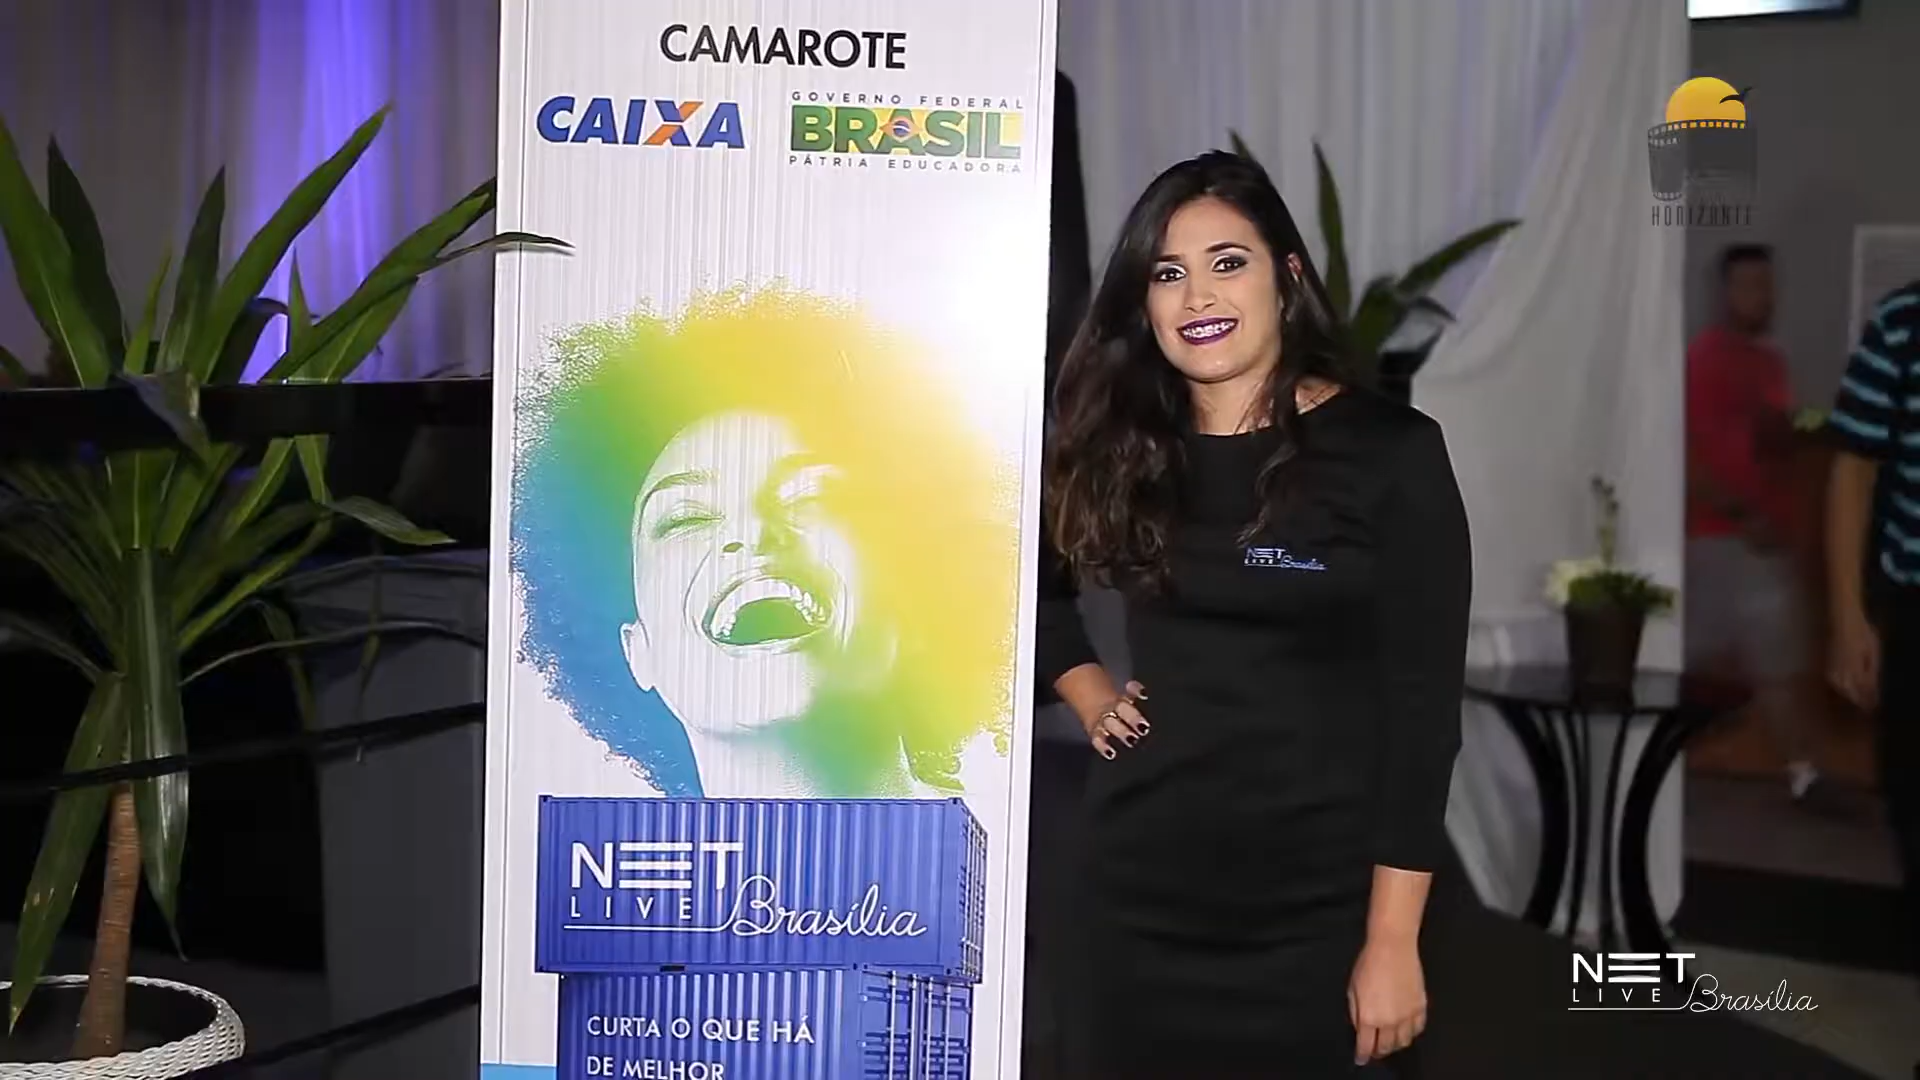 CAMAROTE
CAIXA
GOVERNO FEDERAL
BRASIL
PÁTRIA EDUCADORA
HORIZONTE
NET
LIVE Brasília
NET
LIVE Brasília
CURTA O QUE HÁ
DE MELHOR
NET
LIVE Brasília